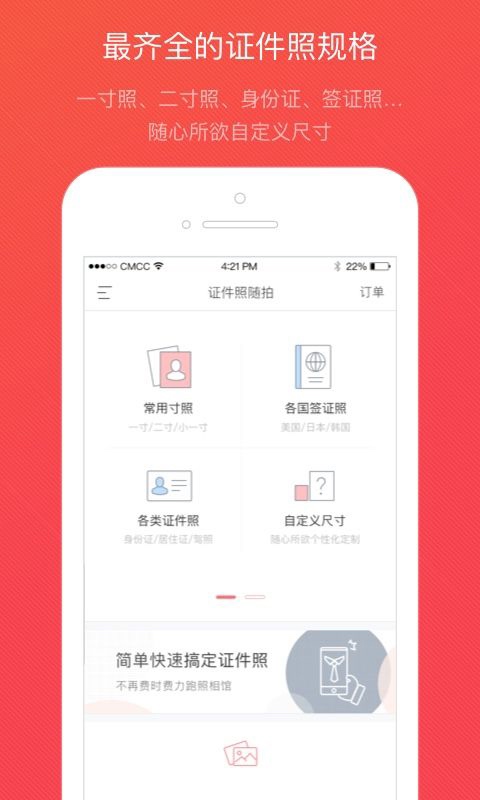 最齐全的证件照规格
一寸照、二寸照、身份证、签证照...
随心所欲自定义尺寸
CMCC 4:21 PM 22%
证件照随拍 订单
常用寸照 各国签证照
一寸/二寸/小一寸 美国/日本/韩国
各类证件照 自定义尺寸
身份证/居住证/驾照 随心所欲个性化定制
简单快速搞定证件照
不再费时费力跑照相馆